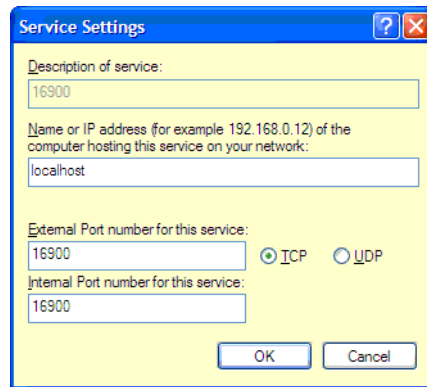 Service Settings
Description of service:
16900
Name or IP address (for example 192.168.0.12) of the
computer hosting this service on your network:
localhost
External Port number for this service:
16900 TCP UDP
Internal Port number for this service:
16900
OK Cancel